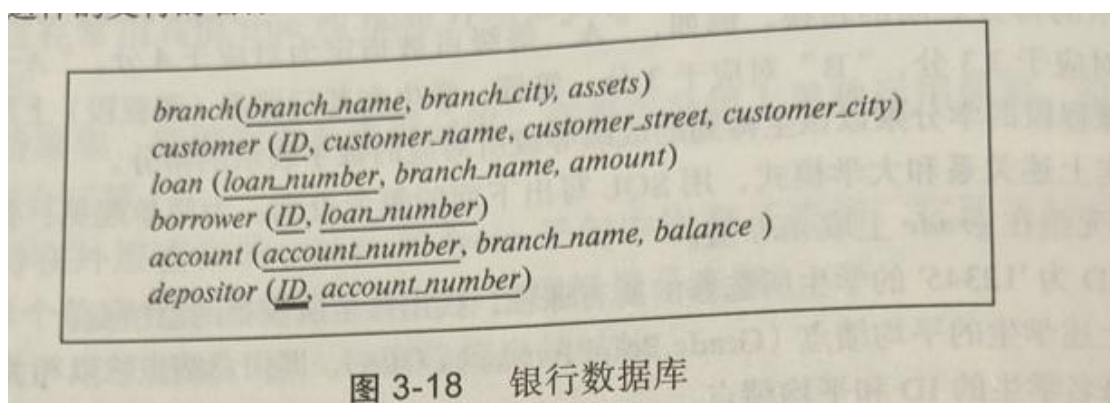 branch(branch_name, branch_city, assets)
customer (ID, customer_name, customer_street, customer_city)
loan (loan_number, branch_name, amount)
borrower (ID, loan_number)
account (account_number, branch_name, balance )
depositor (ID, account_number)
图 3-18 银行数据库